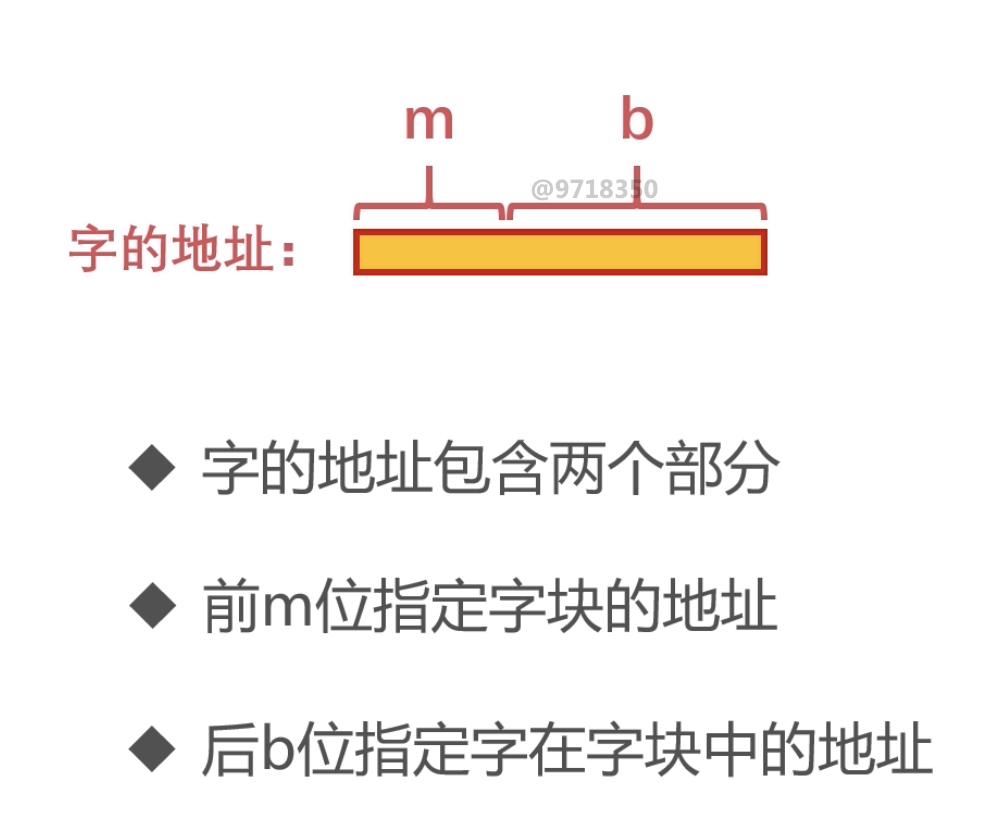 m b
@9718350
字的地址：
◆ 字的地址包含两个部分
◆ 前m位指定字块的地址
◆ 后b位指定字在字块中的地址